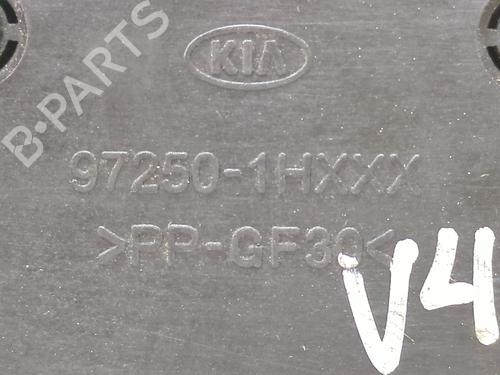 KIA
B-PARTS
97250-1HXXX
>PP-GF30<
V4